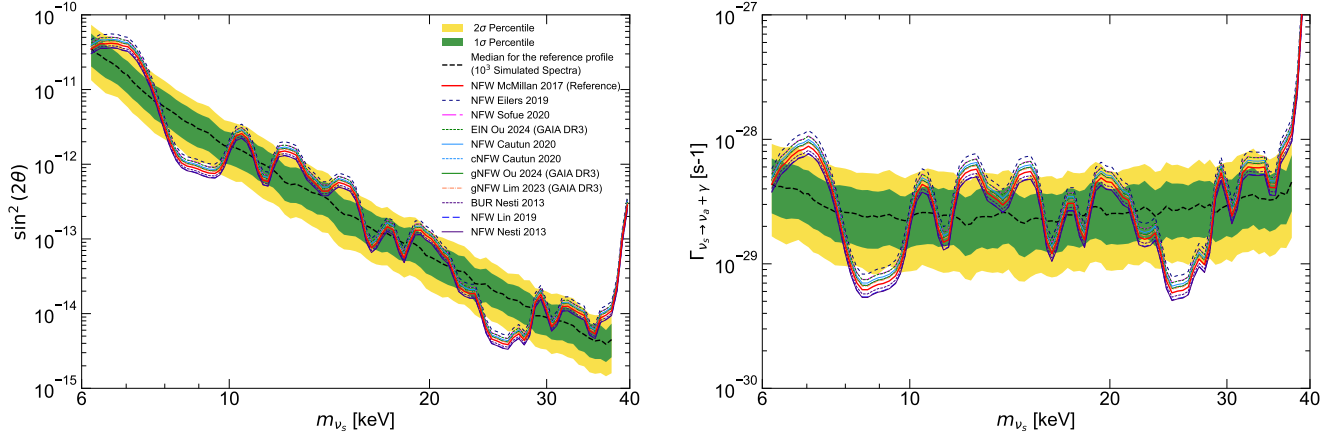 10⁻¹⁰
10⁻¹¹
10⁻¹²
10⁻¹³
10⁻¹⁴
10⁻¹⁵
sin² (2θ)
6
10
20
30
40
m_νs [keV]
2σ Percentile
1σ Percentile
Median for the reference profile
(10³ Simulated Spectra)
NFW McMillan 2017 (Reference)
NFW Eilers 2019
NFW Sofue 2020
EIN Ou 2024 (GAIA DR3)
NFW Cautun 2020
cNFW Cautun 2020
gNFW Ou 2024 (GAIA DR3)
gNFW Lim 2023 (GAIA DR3)
BUR Nesti 2013
NFW Lin 2019
NFW Nesti 2013
10⁻²⁷
10⁻²⁸
10⁻²⁹
10⁻³⁰
Γ_νs → νa + γ [s-1]
6
10
20
30
40
m_νs [keV]